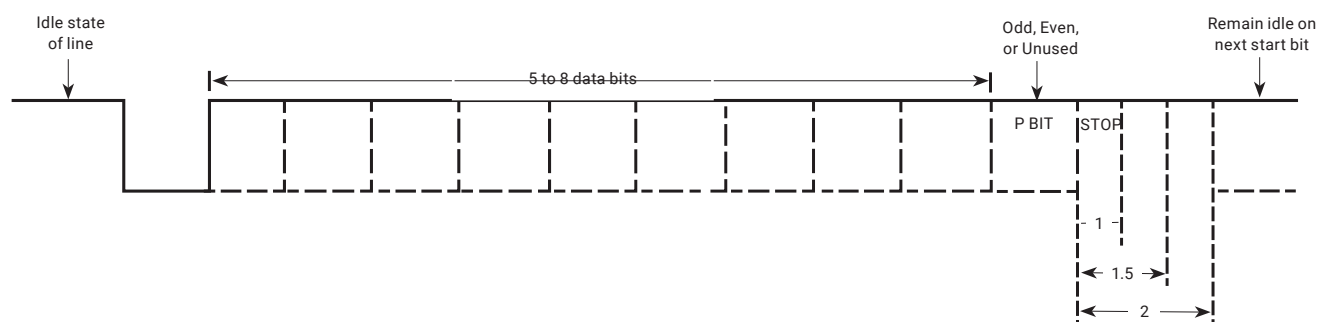 Idle state
of line
5 to 8 data bits
Odd, Even,
or Unused
Remain idle on
next start bit
P BIT
STOP
1
1.5
2